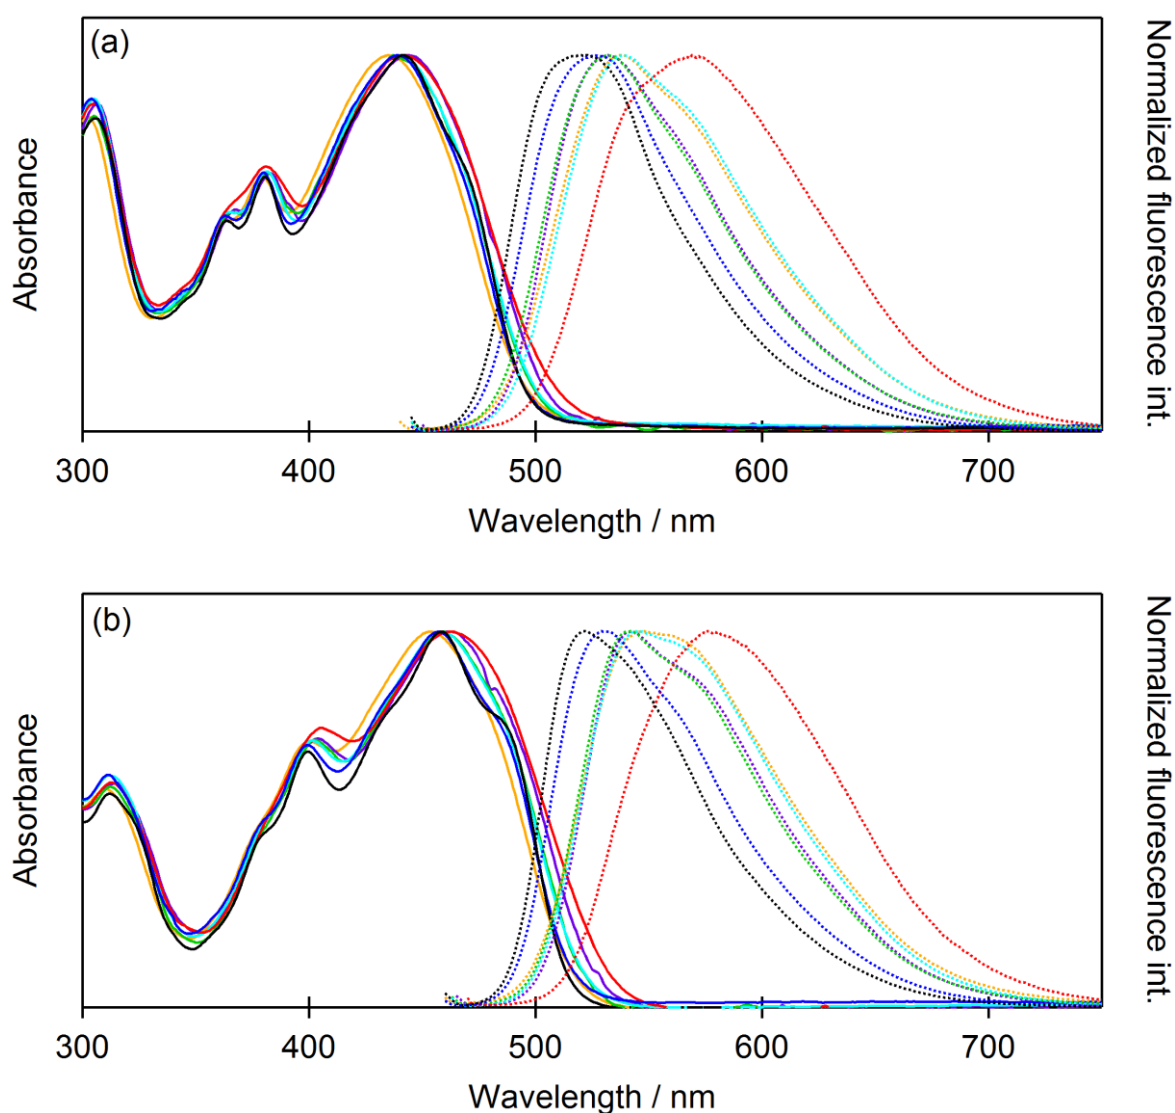 (a)
Absorbance
Normalized fluorescence int.
300 400 500 600 700
Wavelength / nm
(b)
Absorbance
Normalized fluorescence int.
300 400 500 600 700
Wavelength / nm